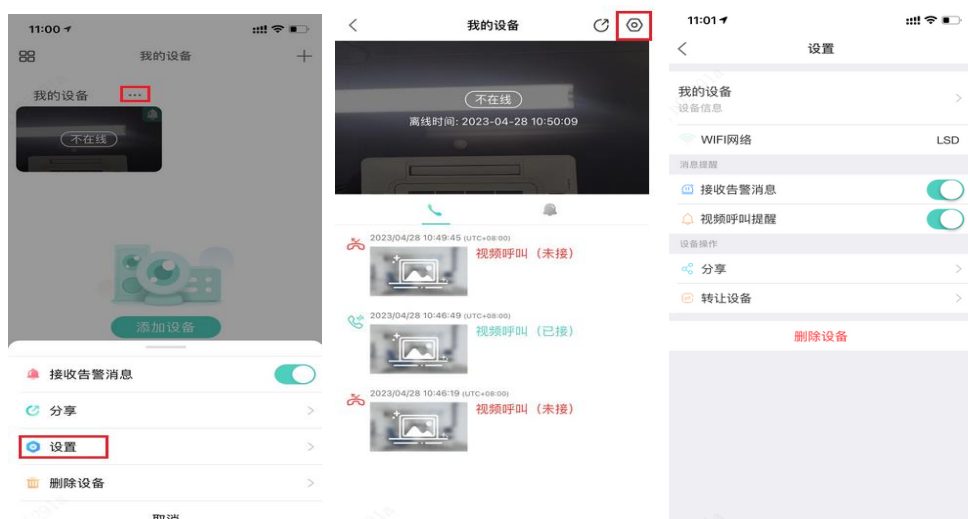 11:00
我的设备
我的设备 ...
不在线
添加设备
接收告警消息
分享
设置
删除设备
取消
我的设备
不在线
离线时间: 2023-04-28 10:50:09
2023/04/28 10:49:45 (UTC+08:00)
视频呼叫（未接）
2023/04/28 10:46:49 (UTC+08:00)
视频呼叫（已接）
2023/04/28 10:46:19 (UTC+08:00)
视频呼叫（未接）
11:01
设置
我的设备
设备信息
WIFI网络 LSD
消息提醒
接收告警消息
视频呼叫提醒
设备操作
分享
转让设备
删除设备